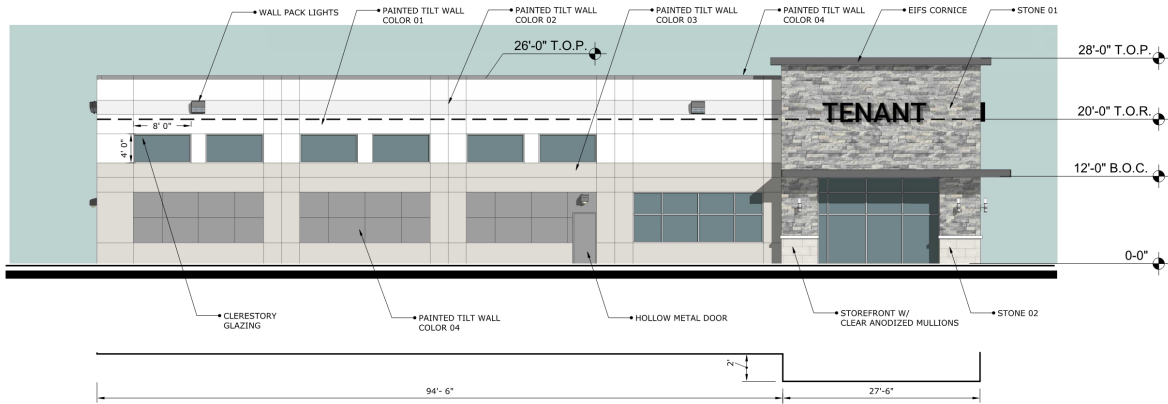 WALL PACK LIGHTS
PAINTED TILT WALL
COLOR 01
PAINTED TILT WALL
COLOR 02
PAINTED TILT WALL
COLOR 03
PAINTED TILT WALL
COLOR 04
EIFS CORNICE
STONE 01
26'-0" T.O.P.
28'-0" T.O.P.
TENANT
20'-0" T.O.R.
8' 0"
4' 0"
12'-0" B.O.C.
0-0"
CLERESTORY
GLAZING
PAINTED TILT WALL
COLOR 04
HOLLOW METAL DOOR
STOREFRONT W/
CLEAR ANODIZED MULLIONS
STONE 02
2'
94'- 6"
27'-6"